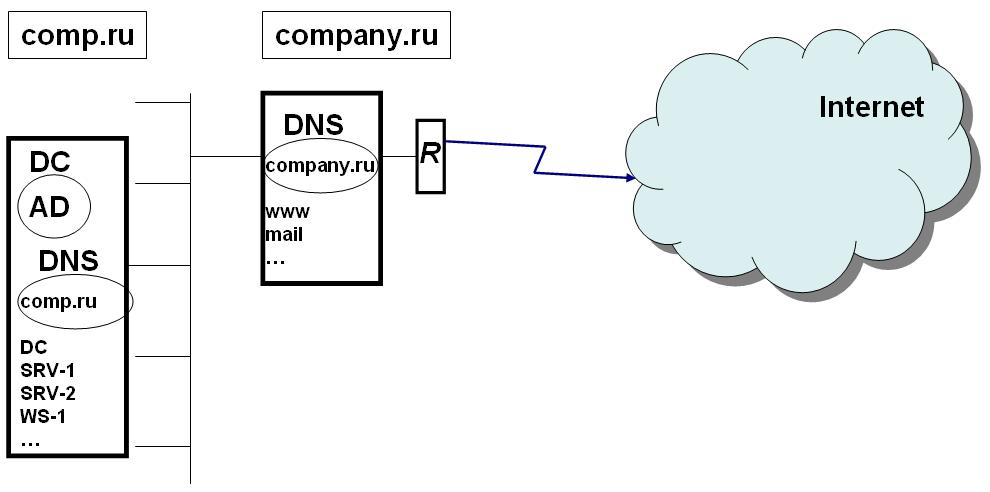 comp.ru
company.ru
DC
AD
DNS
comp.ru
DC
SRV-1
SRV-2
WS-1
...
DNS
company.ru
www
mail
...
R
Internet